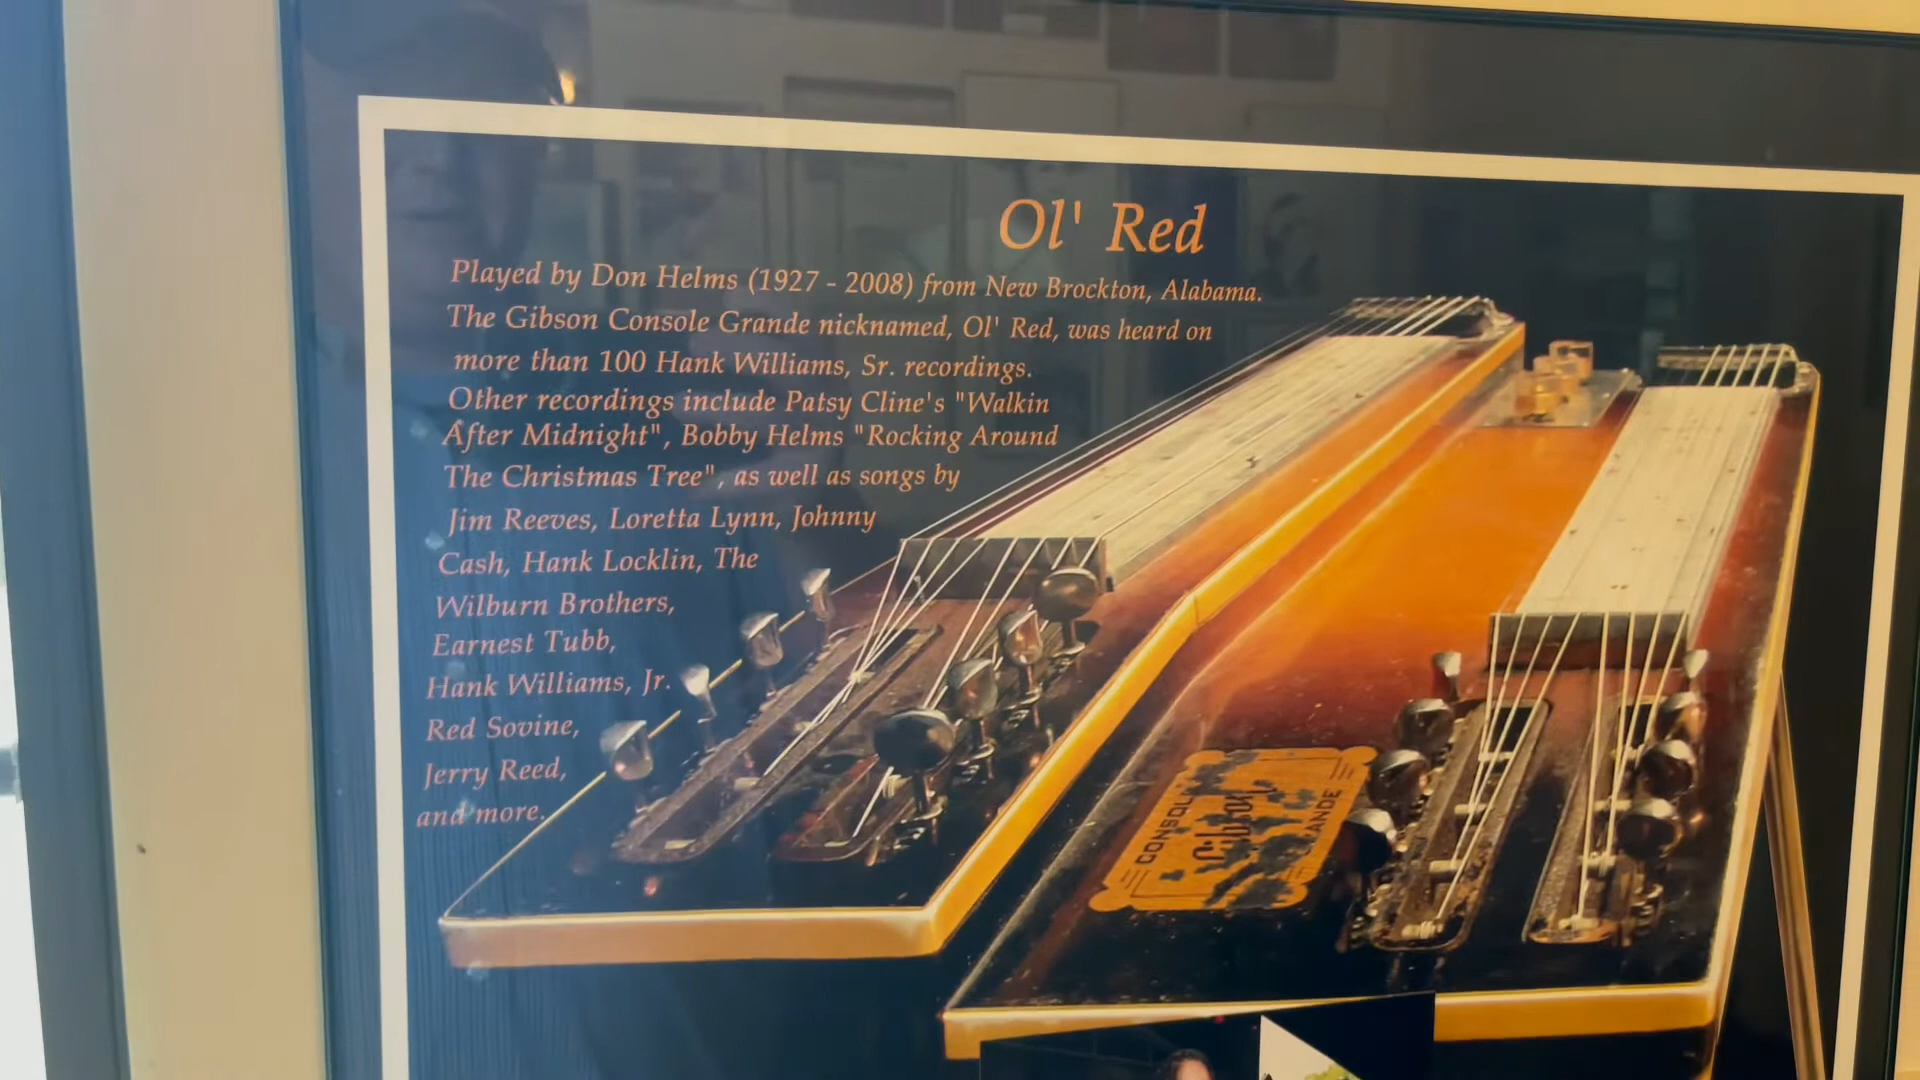 Ol' Red
Played by Don Helms (1927 - 2008) from New Brockton, Alabama.
The Gibson Console Grande nicknamed, Ol' Red, was heard on
more than 100 Hank Williams, Sr. recordings.
Other recordings include Patsy Cline's "Walkin
After Midnight", Bobby Helms "Rocking Around
The Christmas Tree", as well as songs by
Jim Reeves, Loretta Lynn, Johnny
Cash, Hank Locklin, The
Wilburn Brothers,
Earnest Tubb,
Hank Williams, Jr.
Red Sovine,
Jerry Reed,
and more.
Gibson